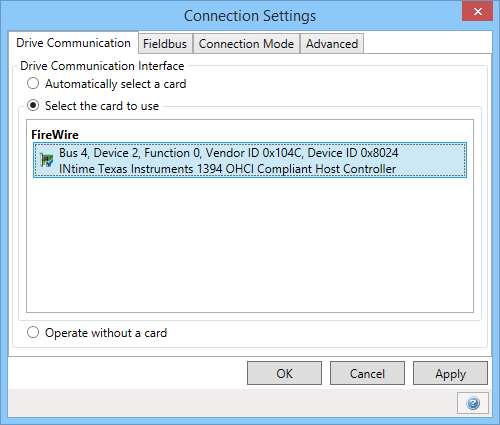 Connection Settings
Drive Communication Fieldbus Connection Mode Advanced
Drive Communication Interface
Automatically select a card
Select the card to use
FireWire
Bus 4, Device 2, Function 0, Vendor ID 0x104C, Device ID 0x8024
INtime Texas Instruments 1394 OHCI Compliant Host Controller
Operate without a card
OK Cancel Apply